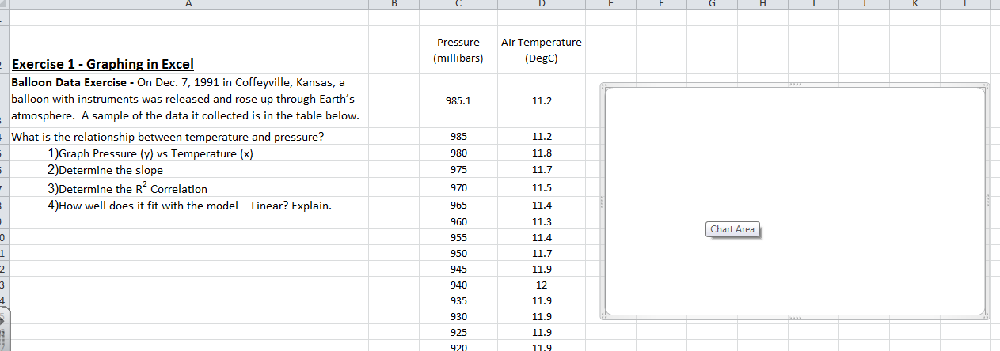 A B C D E F G H I J K L
Pressure Air Temperature
(millibars) (DegC)
Exercise 1 - Graphing in Excel
Balloon Data Exercise - On Dec. 7, 1991 in Coffeyville, Kansas, a
balloon with instruments was released and rose up through Earth's
atmosphere. A sample of the data it collected is in the table below.
985.1 11.2
What is the relationship between temperature and pressure? 985 11.2
1)Graph Pressure (y) vs Temperature (x) 980 11.8
2)Determine the slope 975 11.7
3)Determine the R² Correlation 970 11.5
4)How well does it fit with the model – Linear? Explain. 965 11.4
960 11.3
Chart Area
955 11.4
950 11.7
945 11.9
940 12
935 11.9
930 11.9
925 11.9
920 11.9